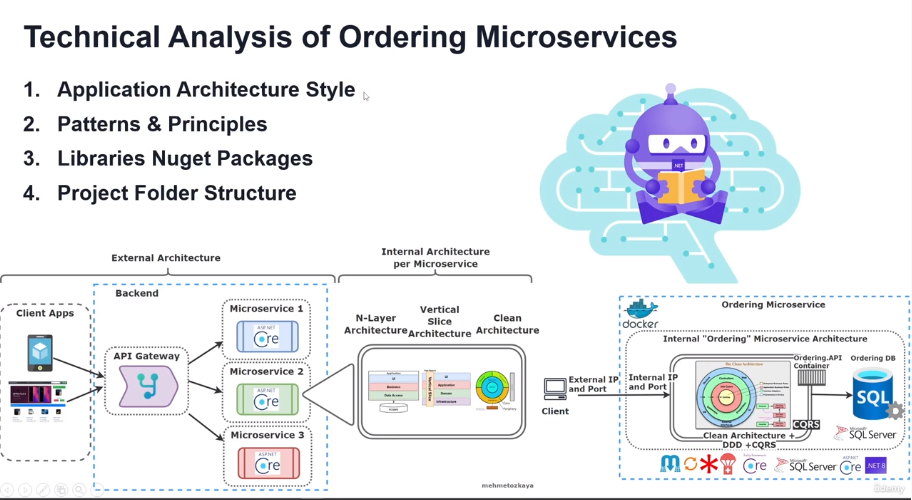 Technical Analysis of Ordering Microservices
1. Application Architecture Style
2. Patterns & Principles
3. Libraries Nuget Packages
4. Project Folder Structure
.NET
External Architecture
Internal Architecture
per Microservice
Backend
Client Apps
API Gateway
Microservice 1
ASP.NET
Core
Microservice 2
ASP.NET
Core
Microservice 3
ASP.NET
Core
N-Layer
Architecture
Vertical
Slice
Architecture
Clean
Architecture
mehmetozkaya
Client
External IP
and Port
docker
Ordering Microservice
Internal "Ordering" Microservice Architecture
Internal IP
and Port
Ordering.API
Container
Ordering DB
SQL
CQRS
Clean Architecture +
DDD +CQRS
Microsoft
SQL Server
Core
SQL Server
Core
.NET 8
ûdemy